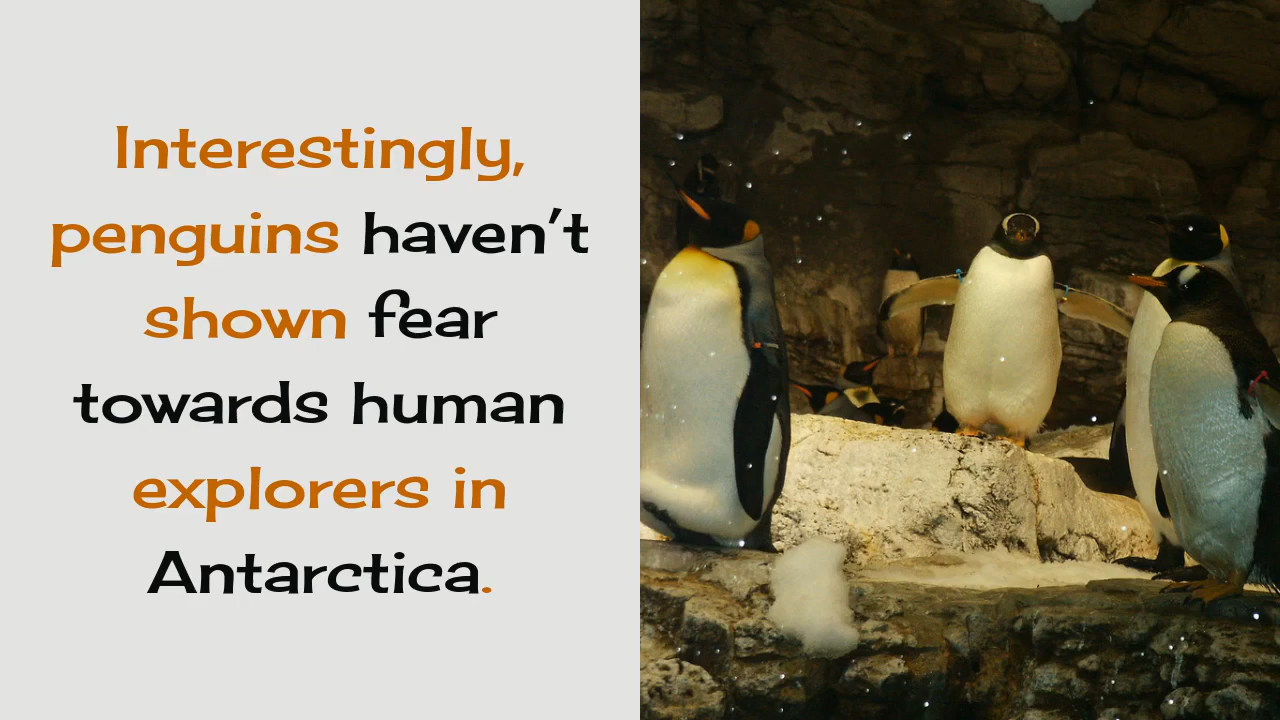 Interestingly,
penguins haven't
shown fear
towards human
explorers in
Antarctica.